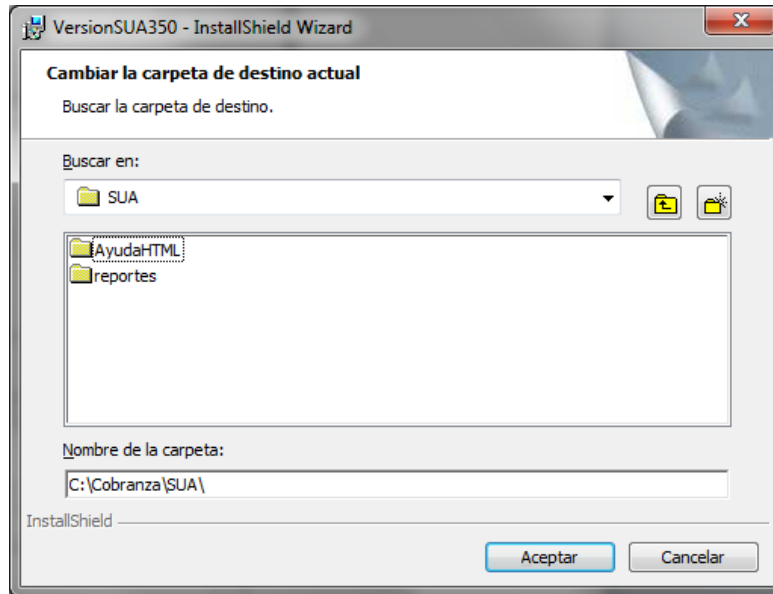 VersionSUA350 - InstallShield Wizard
Cambiar la carpeta de destino actual
Buscar la carpeta de destino.
Buscar en:
SUA
AyudaHTML
reportes
Nombre de la carpeta:
C:\Cobranza\SUA\
InstallShield
Aceptar Cancelar